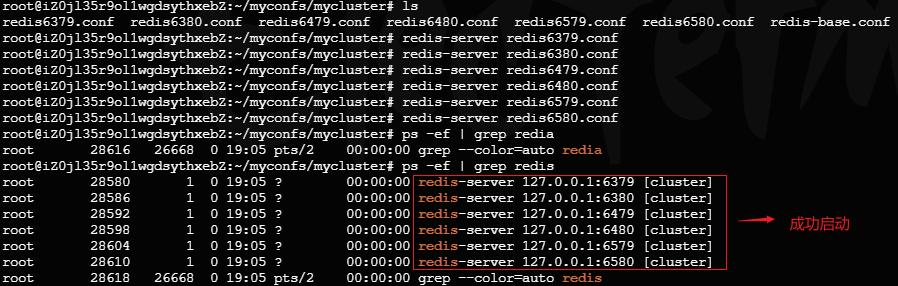 root@iZ0jl35r9ol1wgdsythxebZ:~/myconfs/mycluster# ls
redis6379.conf redis6380.conf redis6479.conf redis6480.conf redis6579.conf redis6580.conf redis-base.conf
root@iZ0jl35r9ol1wgdsythxebZ:~/myconfs/mycluster# redis-server redis6379.conf
root@iZ0jl35r9ol1wgdsythxebZ:~/myconfs/mycluster# redis-server redis6380.conf
root@iZ0jl35r9ol1wgdsythxebZ:~/myconfs/mycluster# redis-server redis6479.conf
root@iZ0jl35r9ol1wgdsythxebZ:~/myconfs/mycluster# redis-server redis6480.conf
root@iZ0jl35r9ol1wgdsythxebZ:~/myconfs/mycluster# redis-server redis6579.conf
root@iZ0jl35r9ol1wgdsythxebZ:~/myconfs/mycluster# redis-server redis6580.conf
root@iZ0jl35r9ol1wgdsythxebZ:~/myconfs/mycluster# ps -ef | grep redia
root 28616 26668 0 19:05 pts/2 00:00:00 grep --color=auto redia
root@iZ0jl35r9ol1wgdsythxebZ:~/myconfs/mycluster# ps -ef | grep redis
root 28580 1 0 19:05 ? 00:00:00 redis-server 127.0.0.1:6379 [cluster]
root 28586 1 0 19:05 ? 00:00:00 redis-server 127.0.0.1:6380 [cluster]
root 28592 1 0 19:05 ? 00:00:00 redis-server 127.0.0.1:6479 [cluster]
root 28598 1 0 19:05 ? 00:00:00 redis-server 127.0.0.1:6480 [cluster]
root 28604 1 0 19:05 ? 00:00:00 redis-server 127.0.0.1:6579 [cluster]
root 28610 1 0 19:05 ? 00:00:00 redis-server 127.0.0.1:6580 [cluster]
root 28618 26668 0 19:05 pts/2 00:00:00 grep --color=auto redis
成功启动